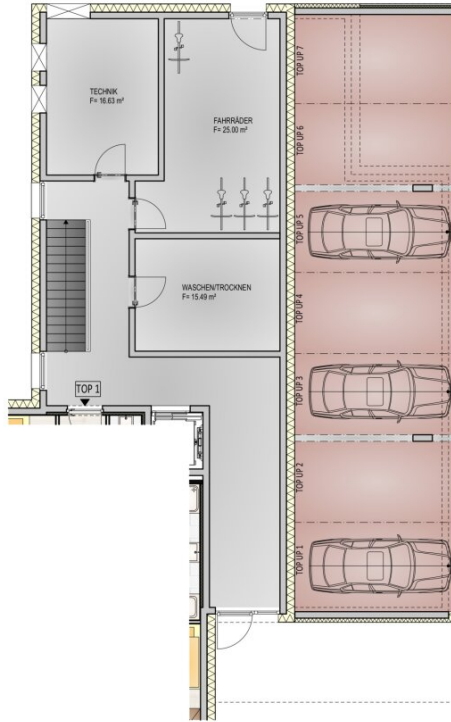 TECHNIK
F= 16.63 m²
FAHRRÄDER
F= 25.00 m²
WASCHEN/TROCKNEN
F= 15.49 m²
TOP 1
TOP UP 7
TOP UP 6
TOP UP 5
TOP UP 4
TOP UP 3
TOP UP 2
TOP UP 1